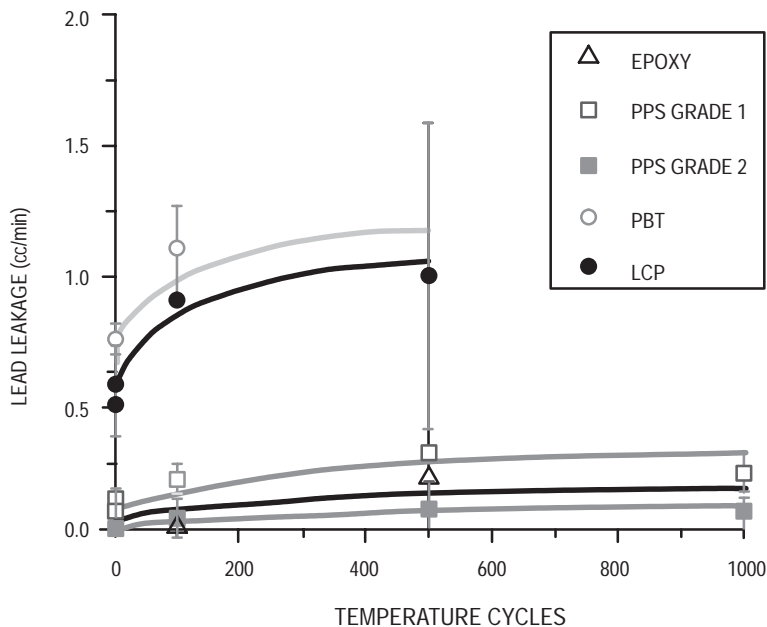 2.0
1.5
1.0
0.5
0.0
LEAD LEAKAGE (cc/min)
EPOXY
PPS GRADE 1
PPS GRADE 2
PBT
LCP
0 200 400 600 800 1000
TEMPERATURE CYCLES